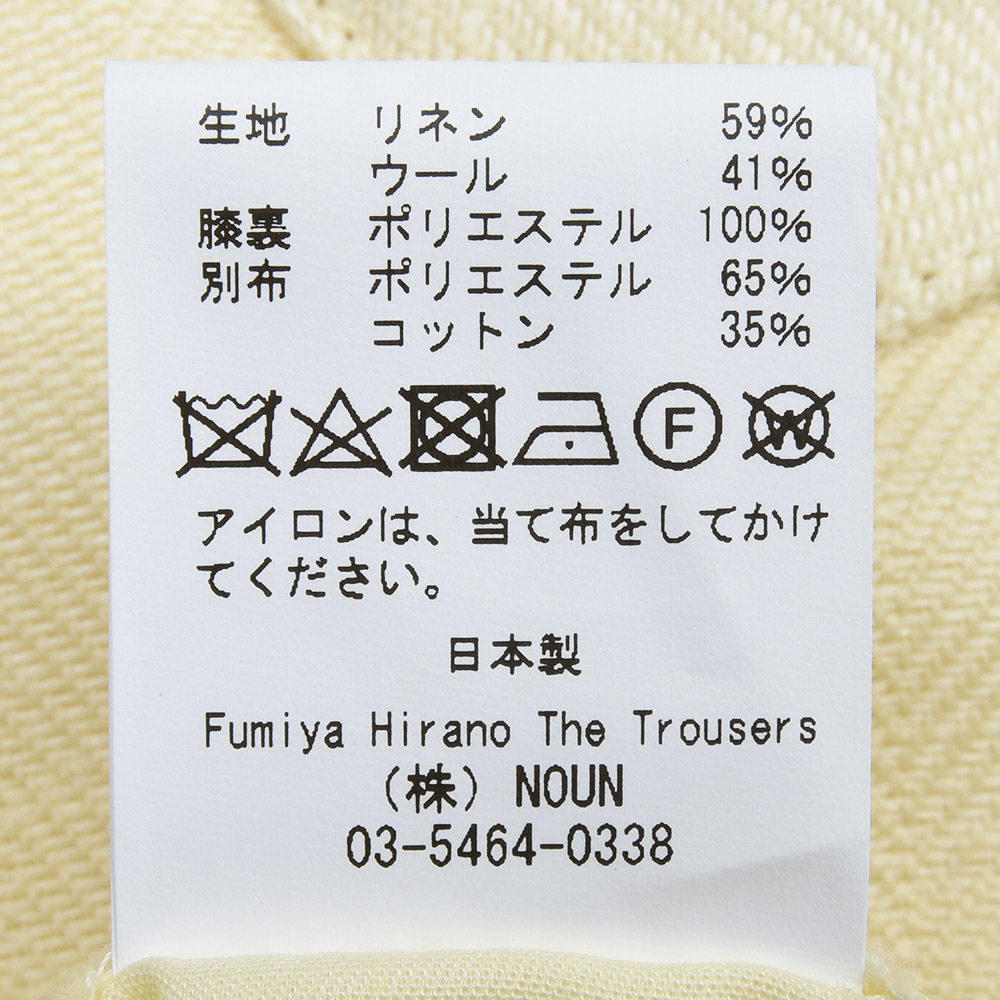 生地 リネン 59%
ウール 41%
膝裏 ポリエステル 100%
別布 ポリエステル 65%
コットン 35%
F W
アイロンは、当て布をしてかけ
てください。
日本製
Fumiya Hirano The Trousers
(株) NOUN
03-5464-0338